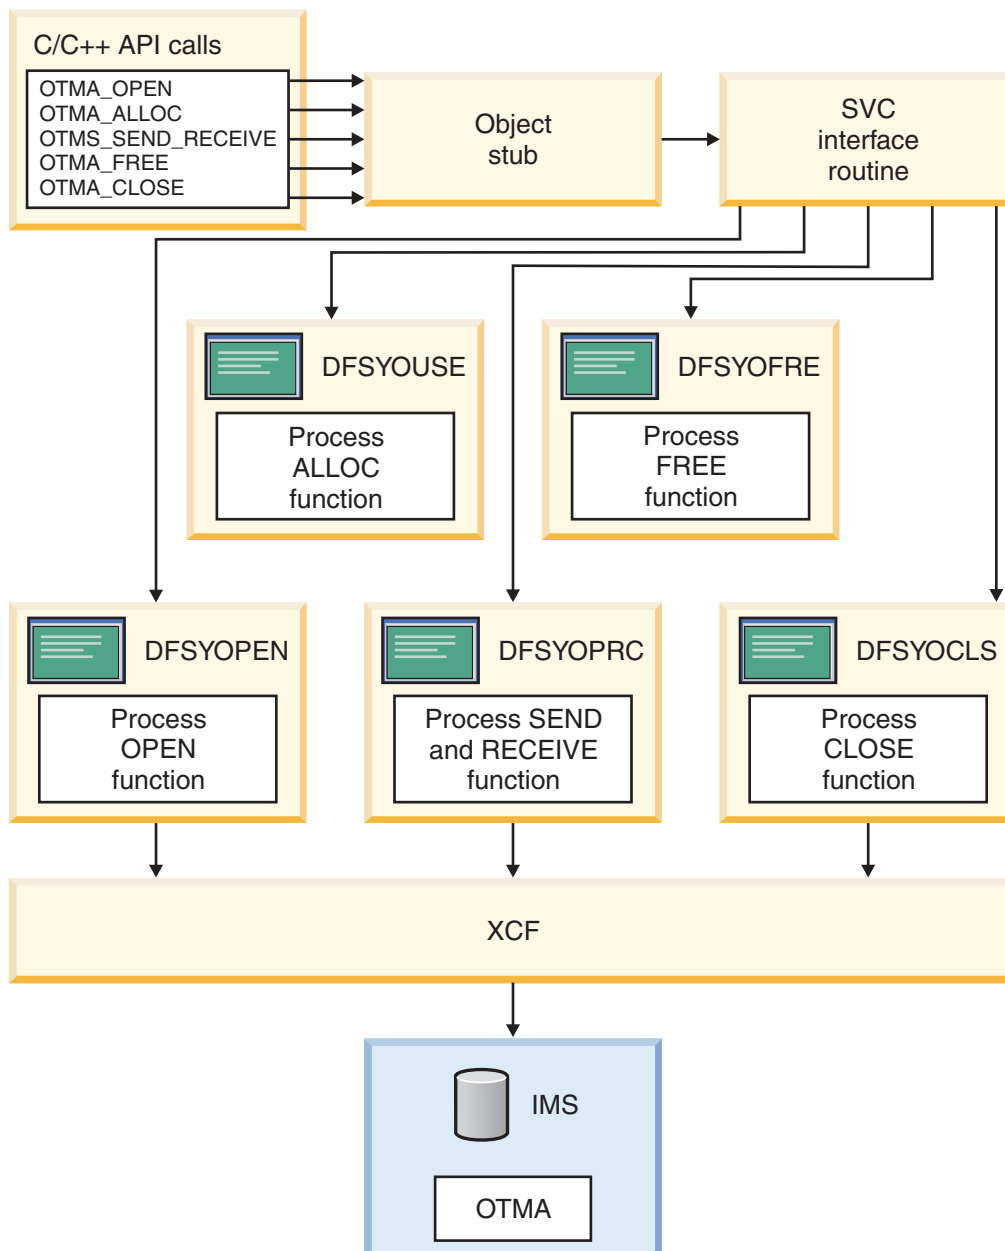 C/C++ API calls
OTMA_OPEN
OTMA_ALLOC
OTMS_SEND_RECEIVE
OTMA_FREE
OTMA_CLOSE
Object
stub
SVC
interface
routine
DFSYOUSE
Process
ALLOC
function
DFSYOFRE
Process
FREE
function
DFSYOPEN
Process
OPEN
function
DFSYOPRC
Process SEND
and RECEIVE
function
DFSYOCLS
Process
CLOSE
function
XCF
IMS
OTMA